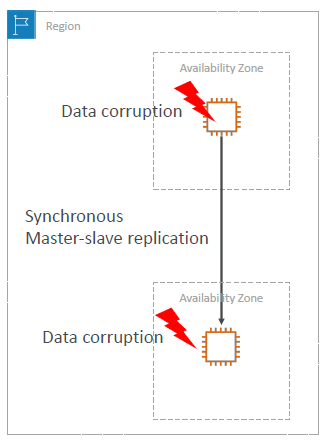 Region
Availability Zone
Data corruption
Synchronous
Master-slave replication
Availability Zone
Data corruption